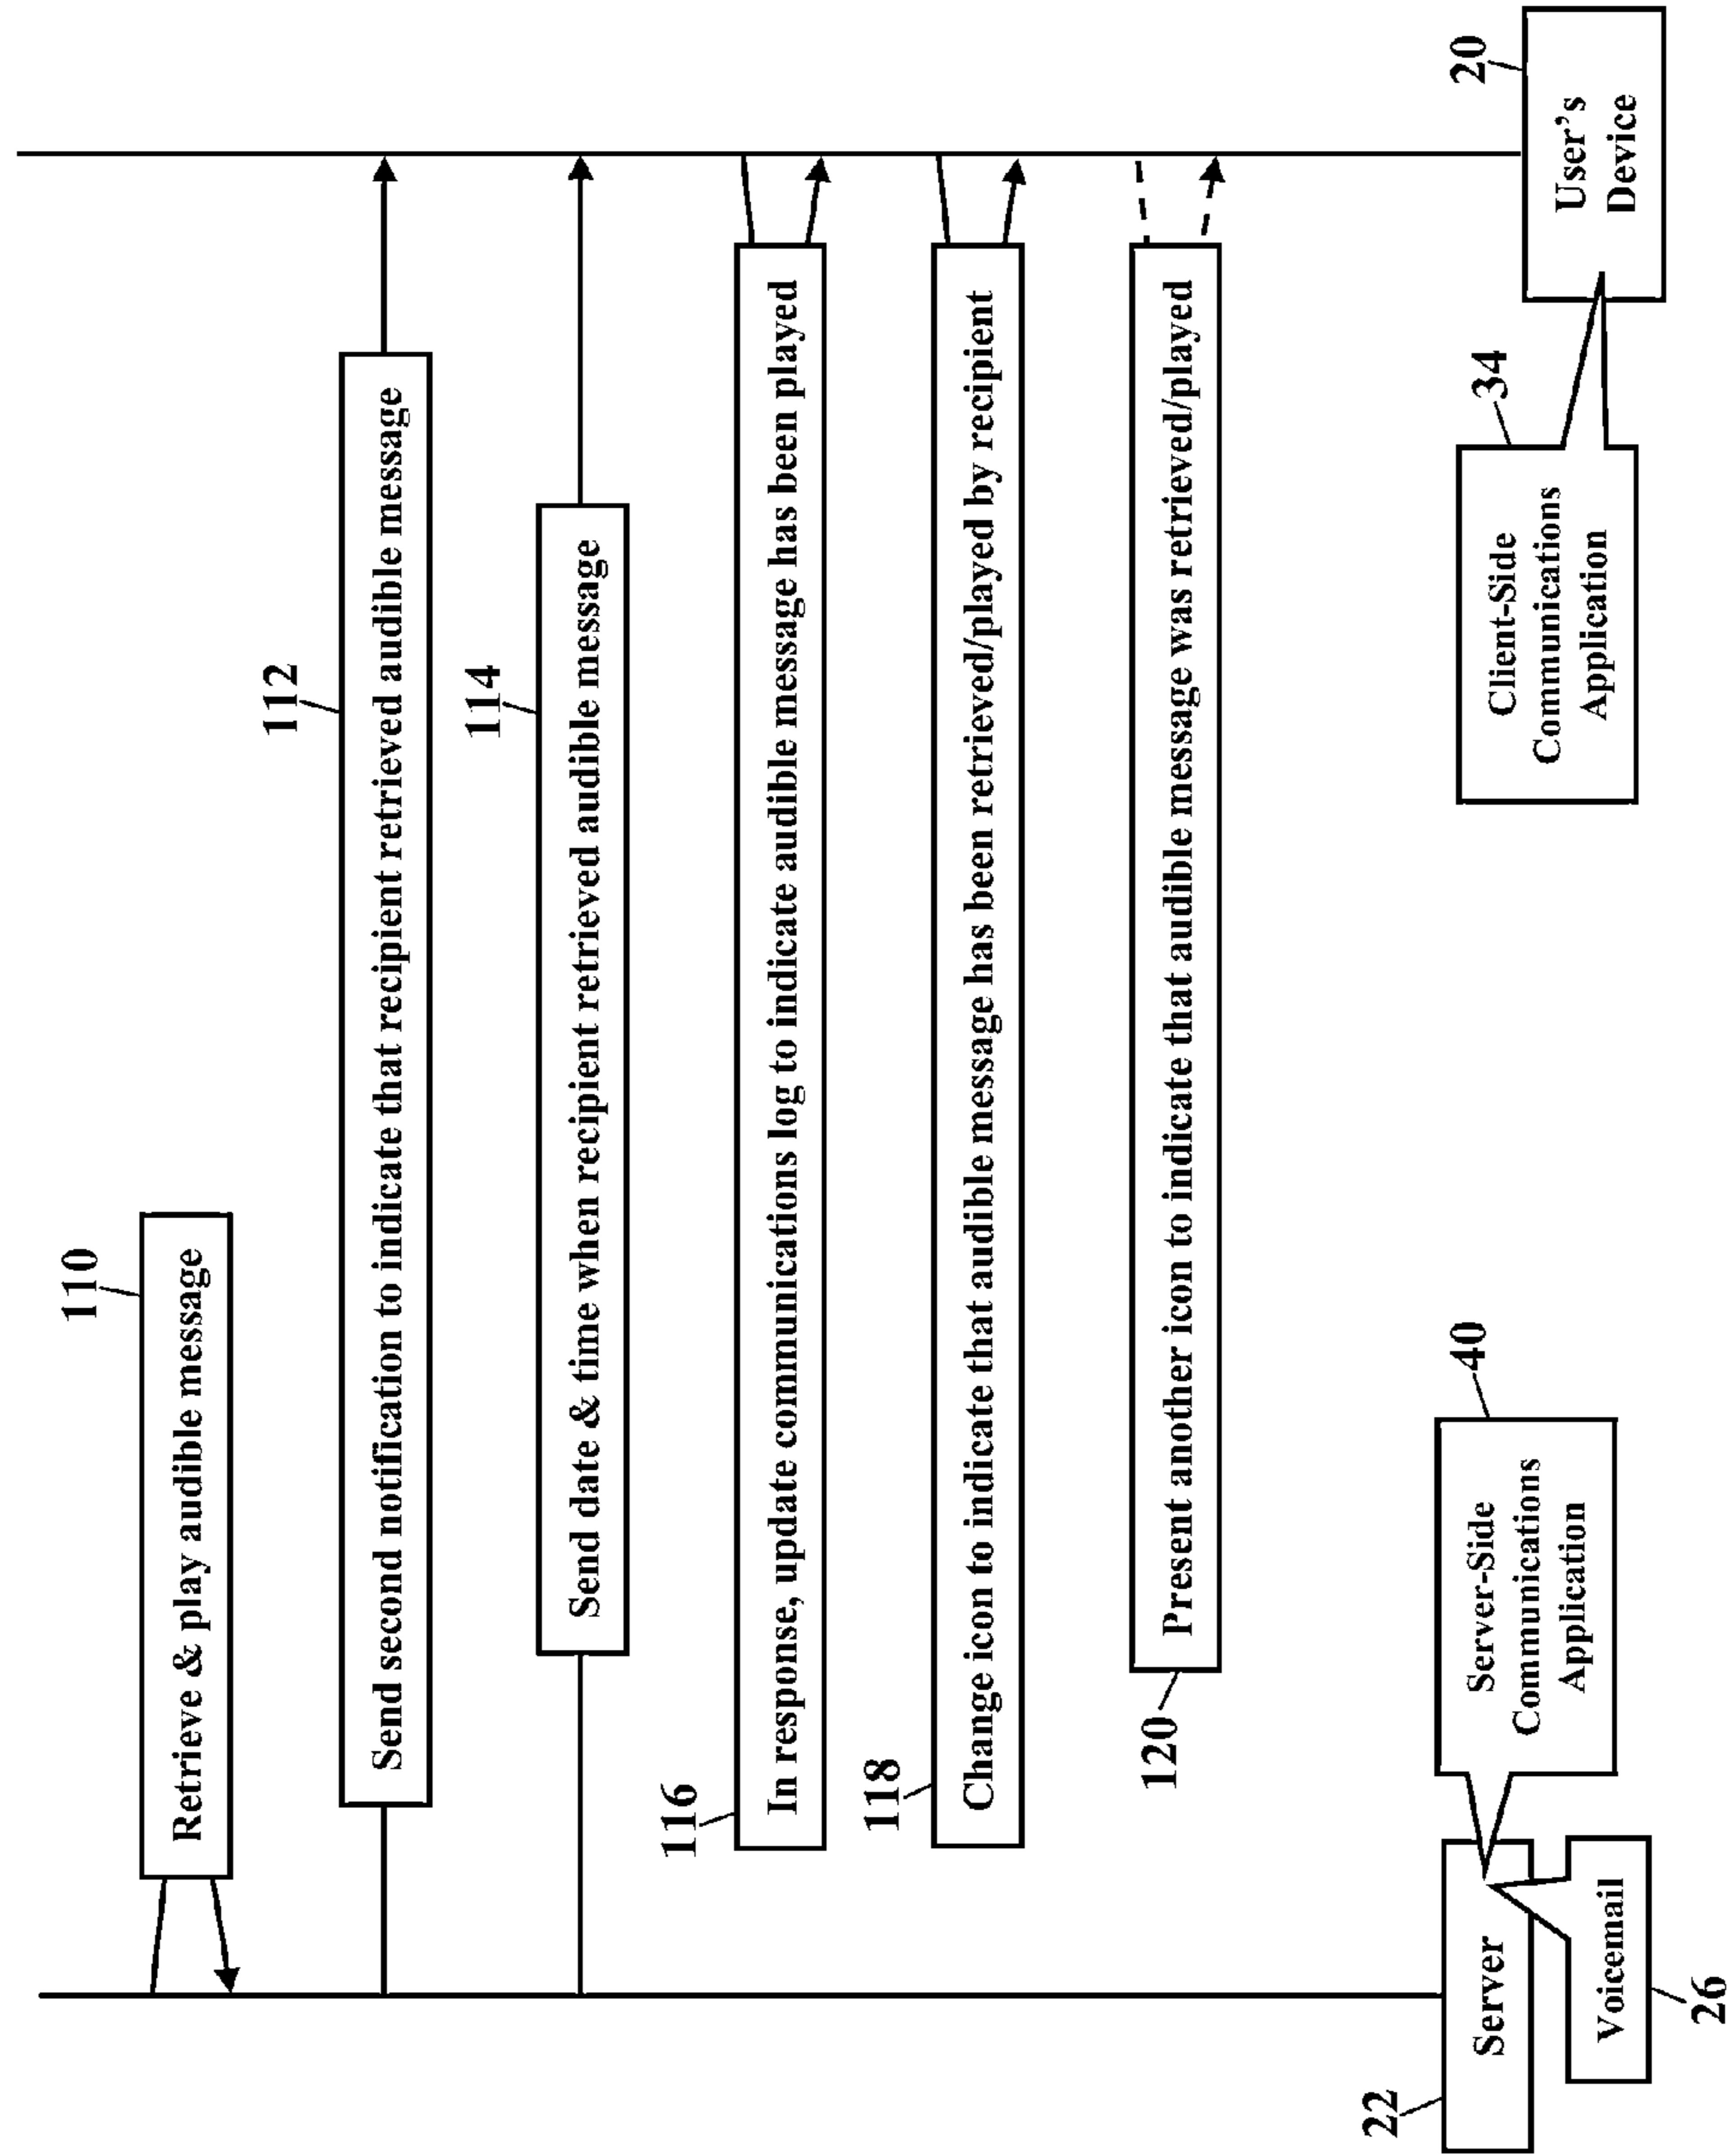 110
Retrieve & play audible message
112
Send second notification to indicate that recipient retrieved audible message
114
Send date & time when recipient retrieved audible message
116
In response, update communications log to indicate audible message has been played
118
Change icon to indicate that audible message has been retrieved/played by recipient
120
Present another icon to indicate that audible message was retrieved/played
22
Server
40
Server-Side
Communications
Application
Voicemail
26
34
Client-Side
Communications
Application
20
User's
Device